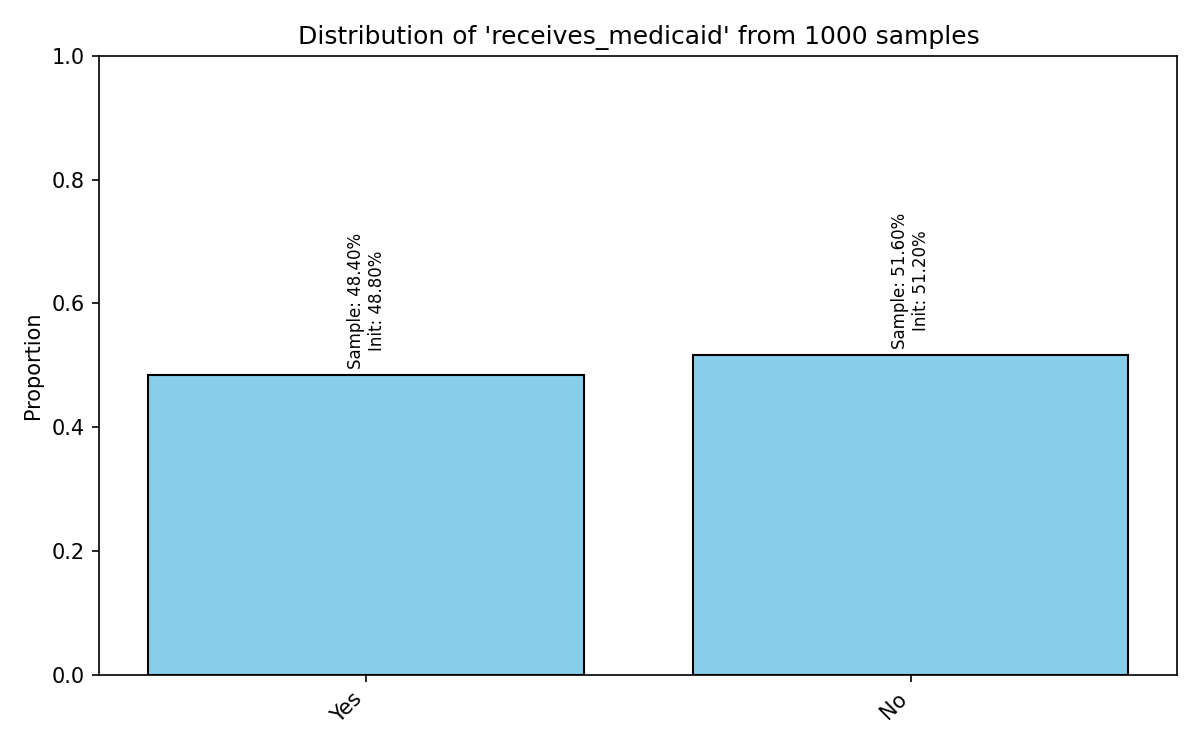 Distribution of 'receives_medicaid' from 1000 samples
Proportion
1.0
0.8
0.6
0.4
0.2
0.0
Sample: 48.40%
Init: 48.80%
Sample: 51.60%
Init: 51.20%
Yes
No